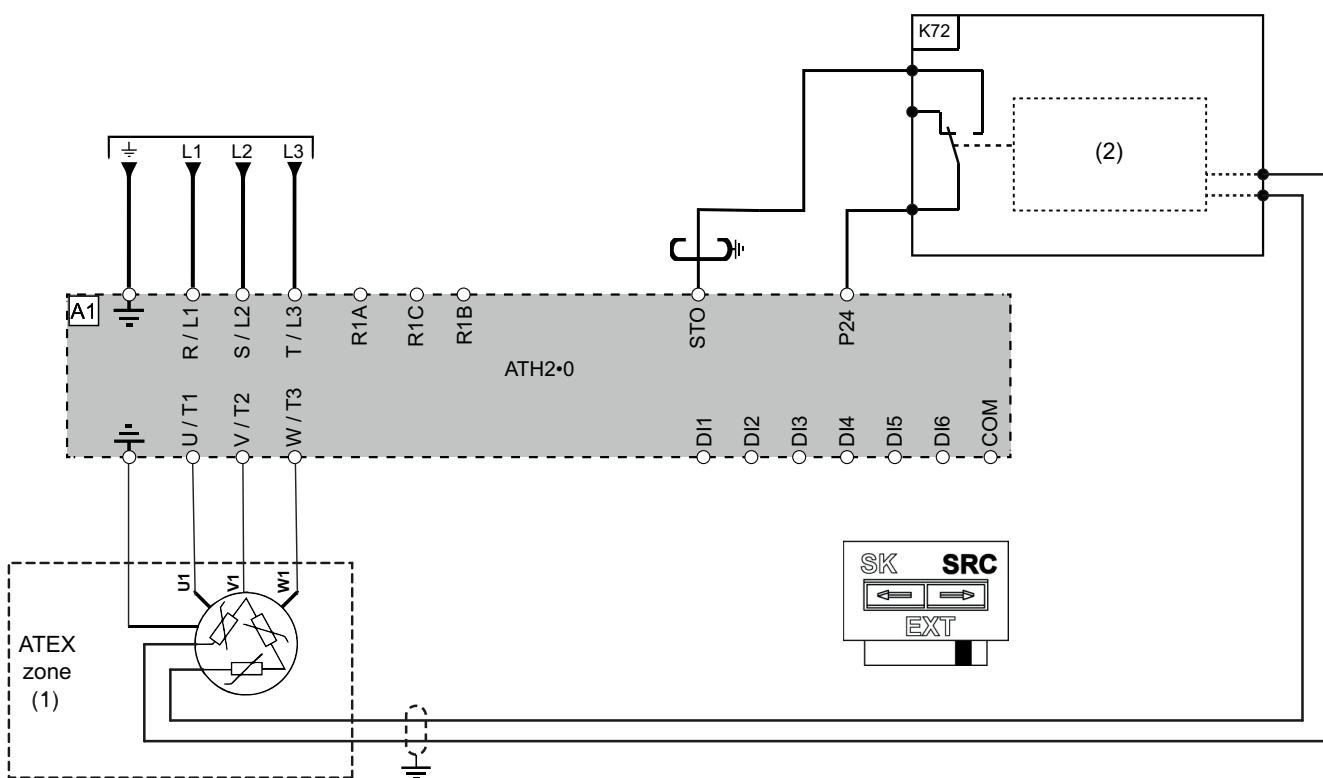 K72
(2)
L1 L2 L3
A1
R / L1
S / L2
T / L3
R1A
R1C
R1B
STO
P24
ATH2•0
U / T1
V / T2
W / T3
DI1
DI2
DI3
DI4
DI5
DI6
COM
U1
V1
W1
ATEX
zone
(1)
SK SRC
EXT